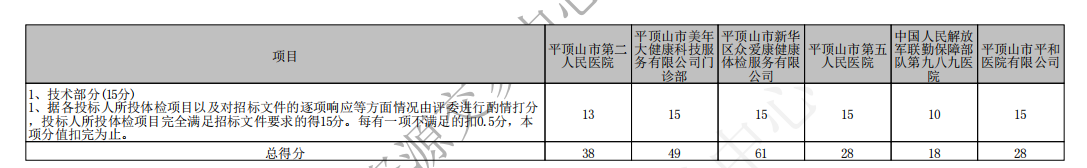 项目
平顶山市第二
人民医院
平顶山市美年
大健康科技服
务有限公司门
诊部
平顶山市新华
区众爱康健康
体检服务有限
公司
平顶山市第五
人民医院
中国人民解放
军联勤保障部
队第九八九医
院
平顶山市平和
医院有限公司
1、技术部分(15分)
1、据各投标人所投体检项目以及对招标文件的逐项响应等方面情况由评委进行酌情打分
，投标人所投体检项目完全满足招标文件要求的得15分。每有一项不满足的扣0.5分，本
项分值扣完为止。
13
15
15
15
10
15
总得分
38
49
61
28
18
28